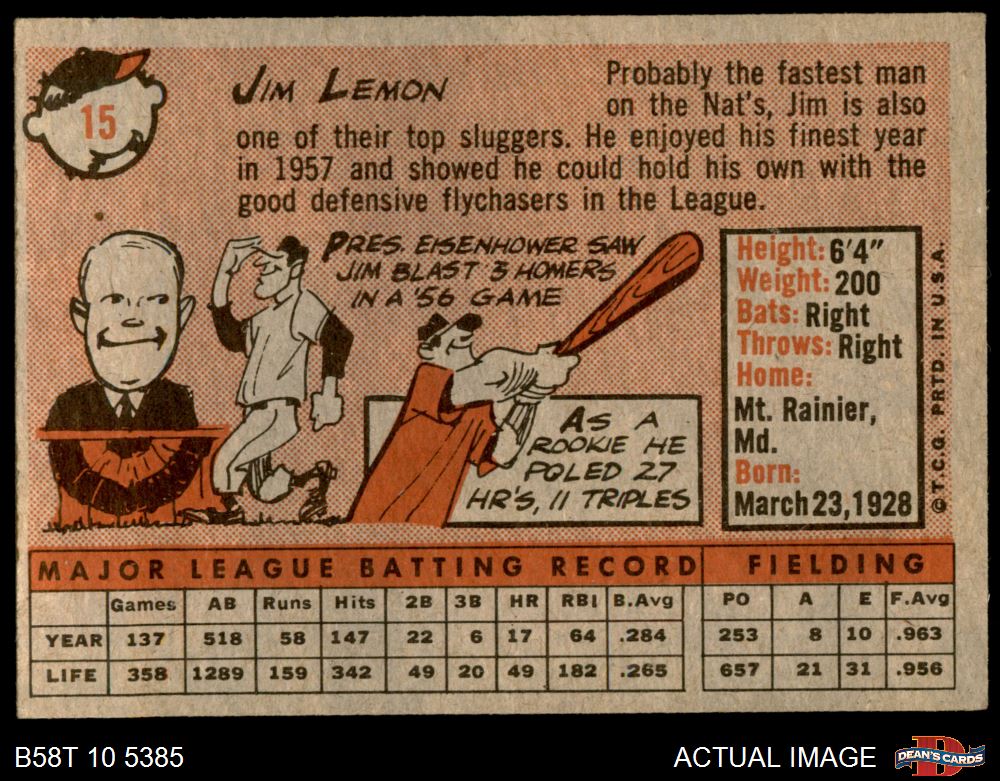 15
JIM LEMON
Probably the fastest man
on the Nat's, Jim is also
one of their top sluggers. He enjoyed his finest year
in 1957 and showed he could hold his own with the
good defensive flychasers in the League.
PRES. EISENHOWER SAW
JIM BLAST 3 HOMERS
IN A '56 GAME
AS A
ROOKIE HE
POLED 27
HR'S, 11 TRIPLES
Height: 6'4"
Weight: 200
Bats: Right
Throws: Right
Home:
Mt. Rainier,
Md.
Born:
March 23, 1928
© T.C.G. PRTD. IN U.S.A.
MAJOR LEAGUE BATTING RECORD FIELDING
Games AB Runs Hits 2B 3B HR RBI B.Avg PO A E F.Avg
YEAR 137 518 58 147 22 6 17 64 .284 253 8 10 .963
LIFE 358 1289 159 342 49 20 49 182 .265 657 21 31 .956
B58T 10 5385 ACTUAL IMAGE DEAN'S CARDS